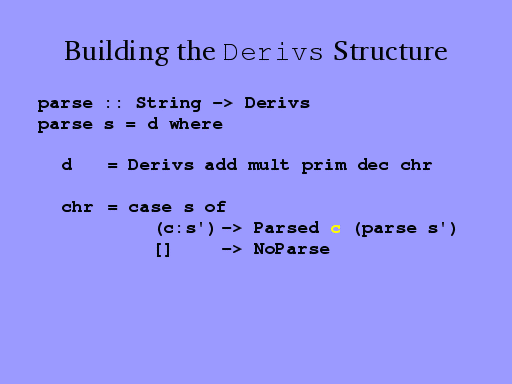 Building the Derivs Structure
parse :: String -> Derivs
parse s = d where
d = Derivs add mult prim dec chr
chr = case s of
(c:s') -> Parsed c (parse s')
[] -> NoParse